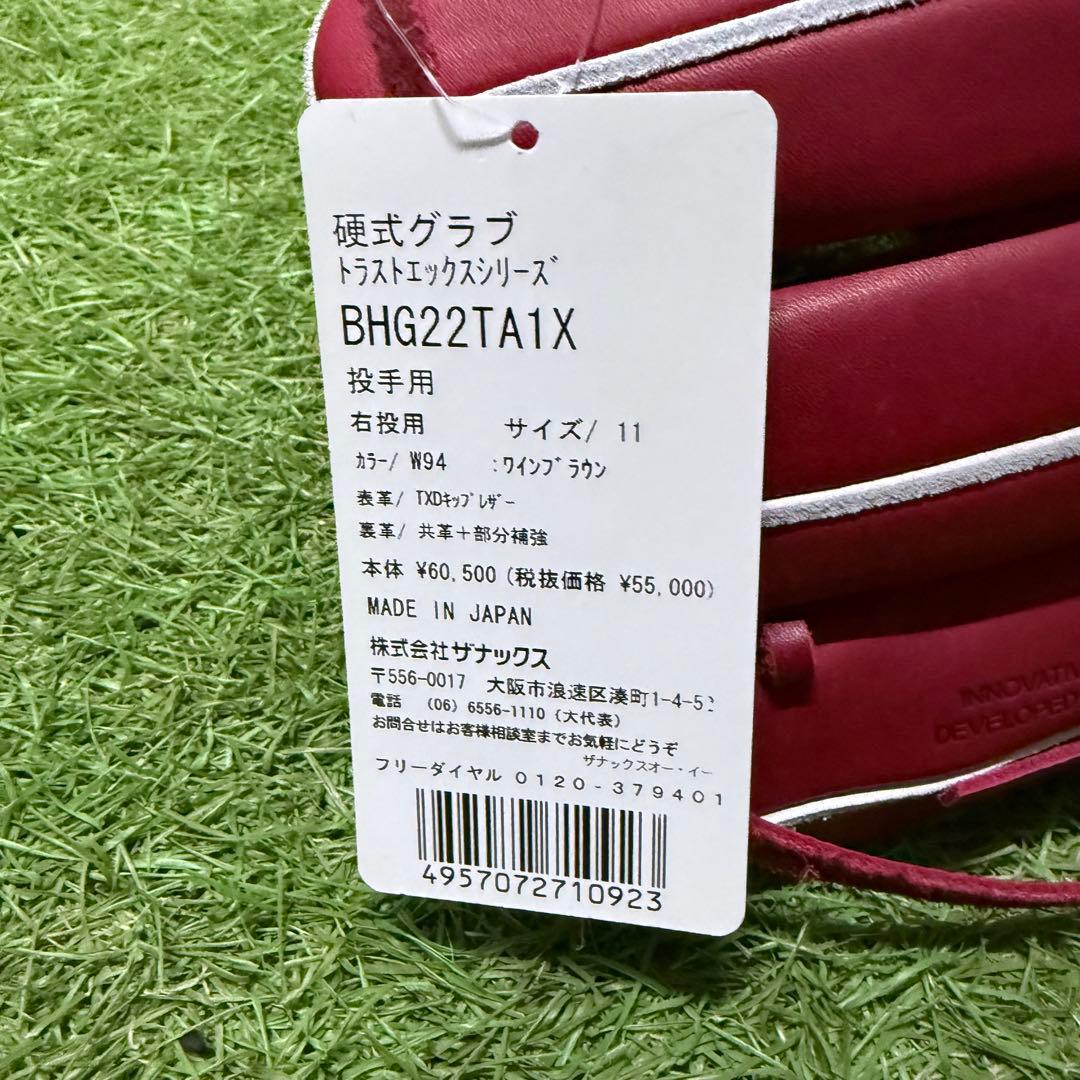 硬式グラブ
トラストエックスシリーズ
BHG22TA1X
投手用
右投用 サイズ/ 11
カラー/ W94 :ワインブラウン
表革/ TXDキップレザー
裏革/ 共革+部分補強
本体 ¥60,500(税抜価格 ¥55,000)
MADE IN JAPAN
株式会社ザナックス
〒556-0017 大阪市浪速区湊町1-4-5
電話 (06) 6556-1110(大代表)
お問合せはお客様相談室までお気軽にどうぞ
ザナックスオー・イー
フリーダイヤル 0120-379401
4957072710923
INNOVATIV
DEVELOPED